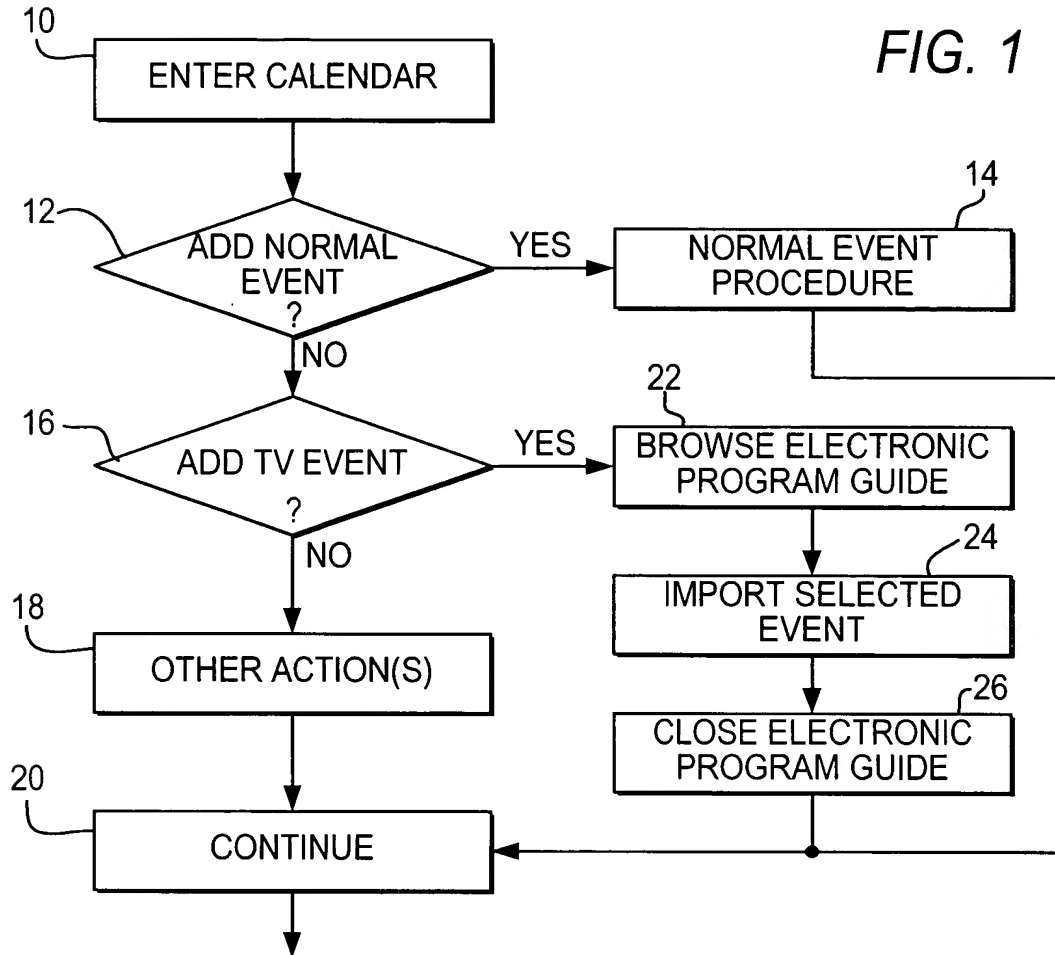 FIG. 1
10
ENTER CALENDAR
12
ADD NORMAL
EVENT
?
YES
NO
14
NORMAL EVENT
PROCEDURE
16
ADD TV EVENT
?
YES
NO
22
BROWSE ELECTRONIC
PROGRAM GUIDE
24
IMPORT SELECTED
EVENT
18
OTHER ACTION(S)
26
CLOSE ELECTRONIC
PROGRAM GUIDE
20
CONTINUE